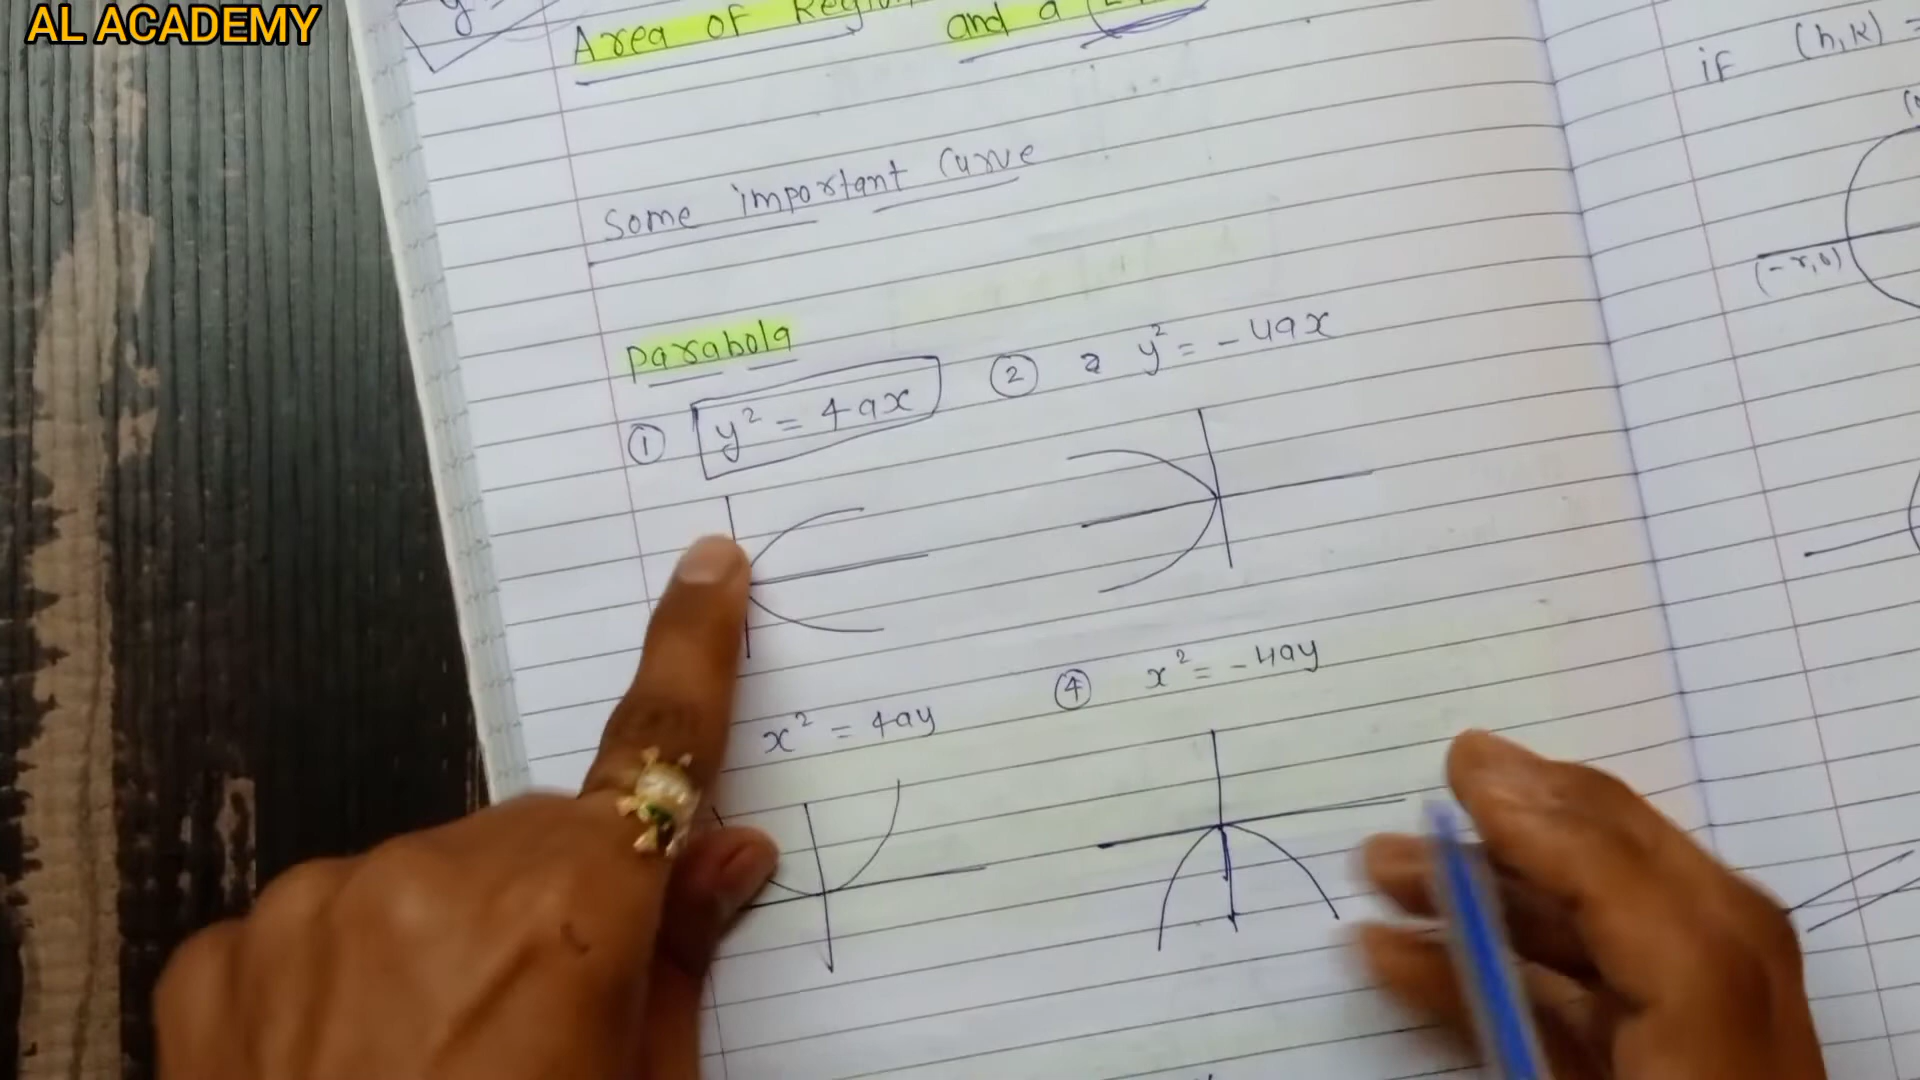 AL ACADEMY
Area of Region and a
Some important Curve
Parabola
① y² = 4ax ② y² = -4ax
x² = 4ay ④ x² = -4ay
if (h,k) =
(-r,0)